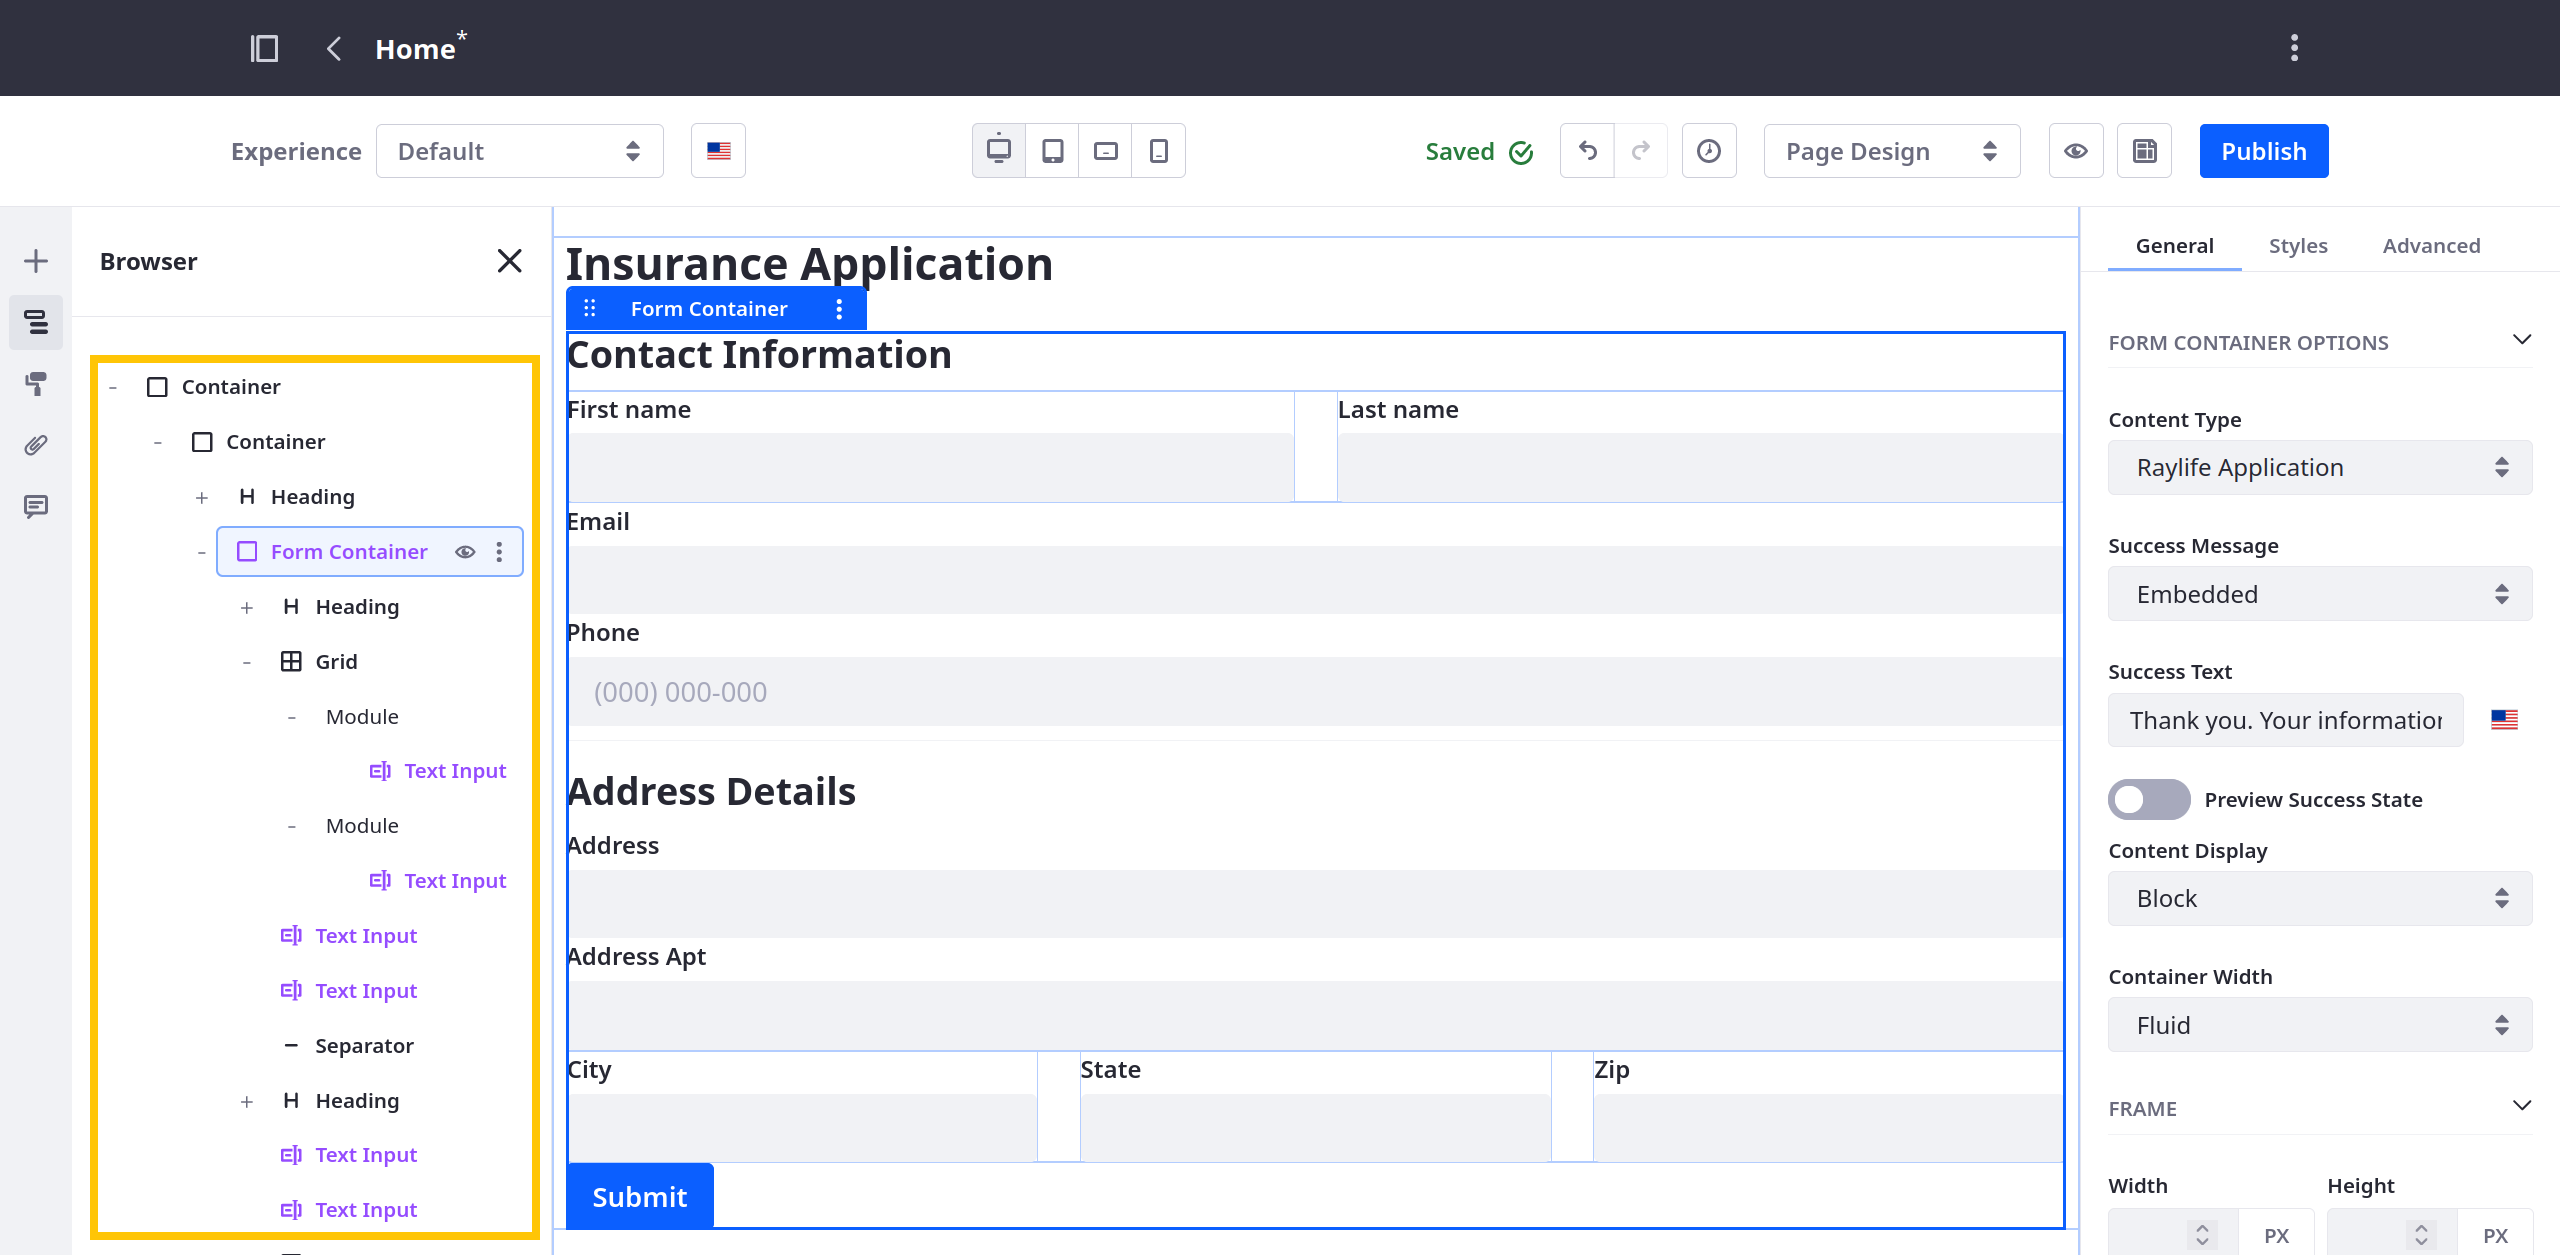 Home*
Experience
Default
Saved
Page Design
Publish
Browser
Container
Container
Heading
Form Container
Heading
Grid
Module
Text Input
Module
Text Input
Text Input
Text Input
Separator
Heading
Text Input
Text Input
Insurance Application
Form Container
Contact Information
First name
Last name
Email
Phone
(000) 000-000
Address Details
Address
Address Apt
City
State
Zip
Submit
General
Styles
Advanced
FORM CONTAINER OPTIONS
Content Type
Raylife Application
Success Message
Embedded
Success Text
Thank you. Your information
Preview Success State
Content Display
Block
Container Width
Fluid
FRAME
Width
Height
PX
PX